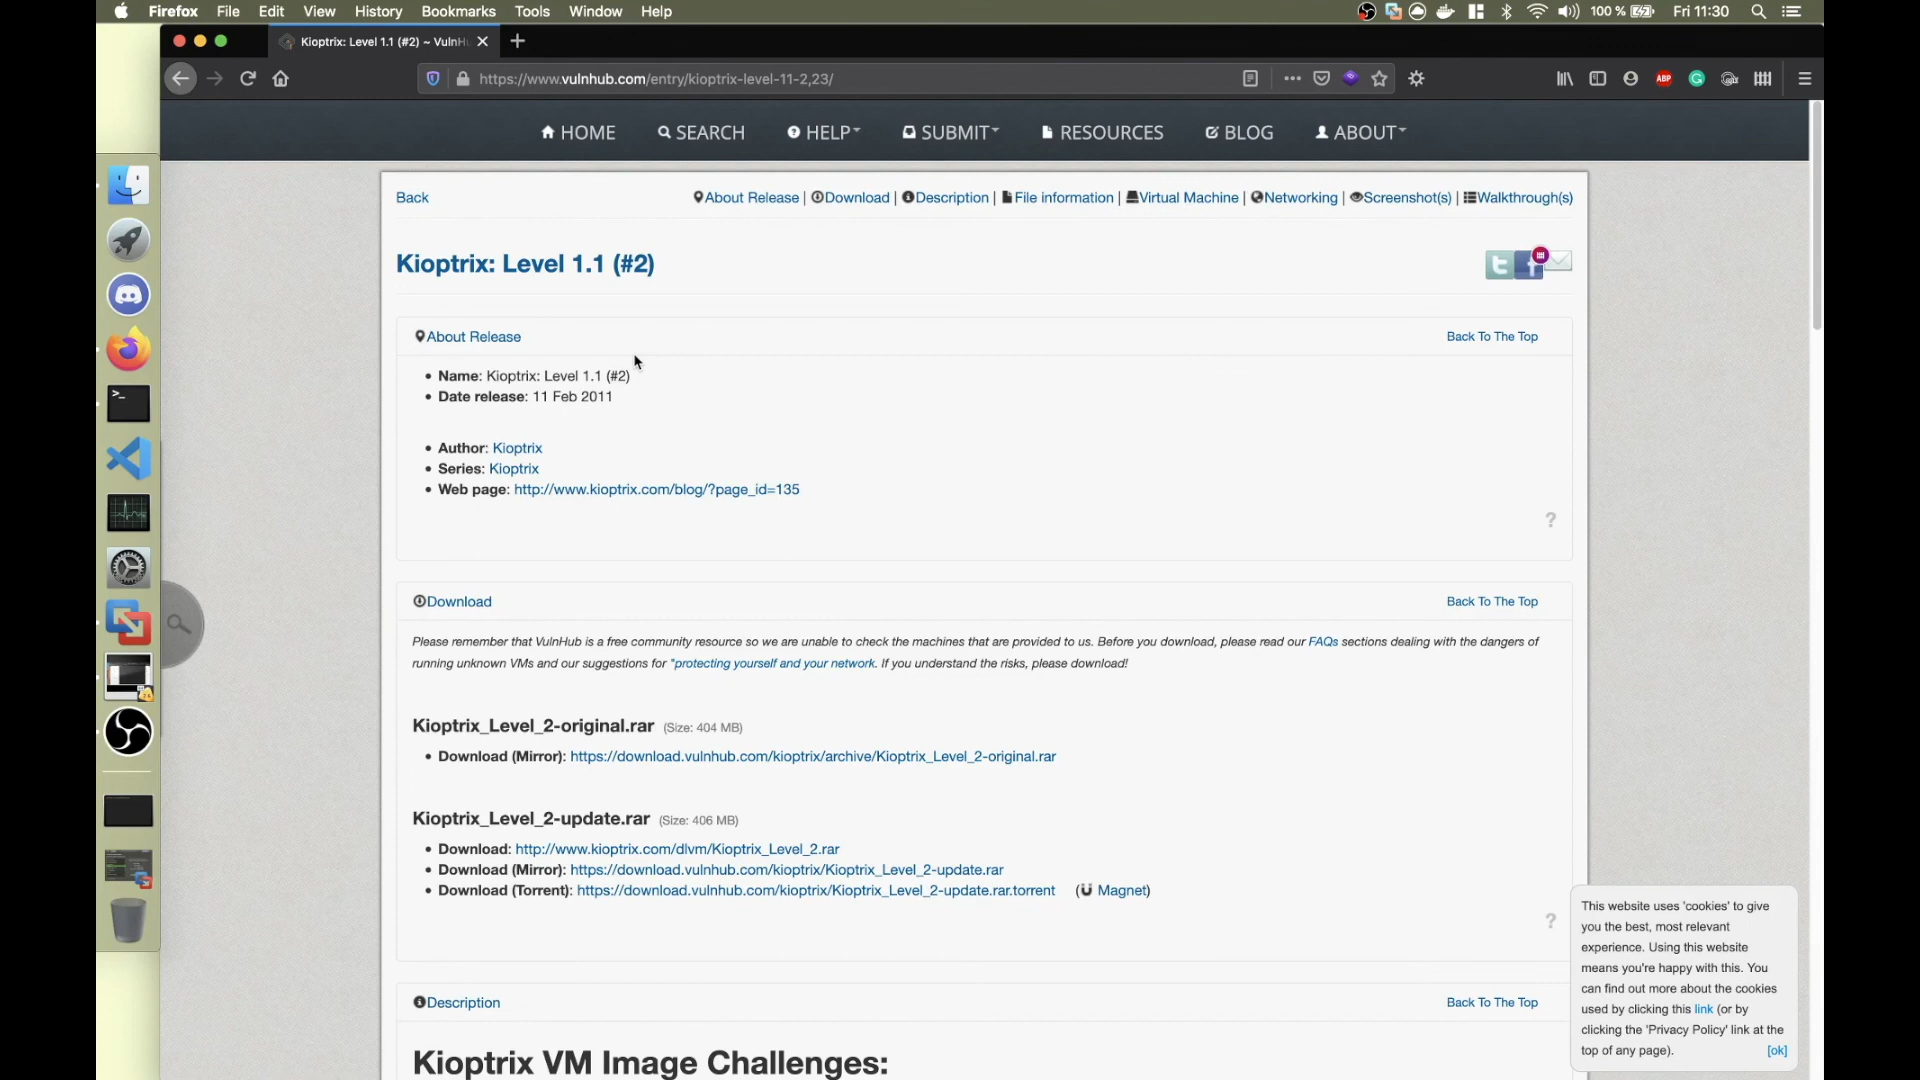 Firefox File Edit View History Bookmarks Tools Window Help 100 % Fri 11:30
Kioptrix: Level 1.1 (#2) ~ VulnH
https://www.vulnhub.com/entry/kioptrix-level-11-2,23/ ABP
HOME SEARCH HELP SUBMIT RESOURCES BLOG ABOUT
Back About Release | Download | Description | File information | Virtual Machine | Networking | Screenshot(s) | Walkthrough(s)
Kioptrix: Level 1.1 (#2)
About Release Back To The Top
• Name: Kioptrix: Level 1.1 (#2)
• Date release: 11 Feb 2011
• Author: Kioptrix
• Series: Kioptrix
• Web page: http://www.kioptrix.com/blog/?page_id=135
?
Download Back To The Top
Please remember that VulnHub is a free community resource so we are unable to check the machines that are provided to us. Before you download, please read our FAQs sections dealing with the dangers of
running unknown VMs and our suggestions for "protecting yourself and your network. If you understand the risks, please download!
Kioptrix_Level_2-original.rar (Size: 404 MB)
• Download (Mirror): https://download.vulnhub.com/kioptrix/archive/Kioptrix_Level_2-original.rar
Kioptrix_Level_2-update.rar (Size: 406 MB)
• Download: http://www.kioptrix.com/dlvm/Kioptrix_Level_2.rar
• Download (Mirror): https://download.vulnhub.com/kioptrix/Kioptrix_Level_2-update.rar
• Download (Torrent): https://download.vulnhub.com/kioptrix/Kioptrix_Level_2-update.rar.torrent (Magnet)
?
Description Back To The Top
Kioptrix VM Image Challenges:
This website uses 'cookies' to give
you the best, most relevant
experience. Using this website
means you're happy with this. You
can find out more about the cookies
used by clicking this link (or by
clicking the 'Privacy Policy' link at the
top of any page). [ok]